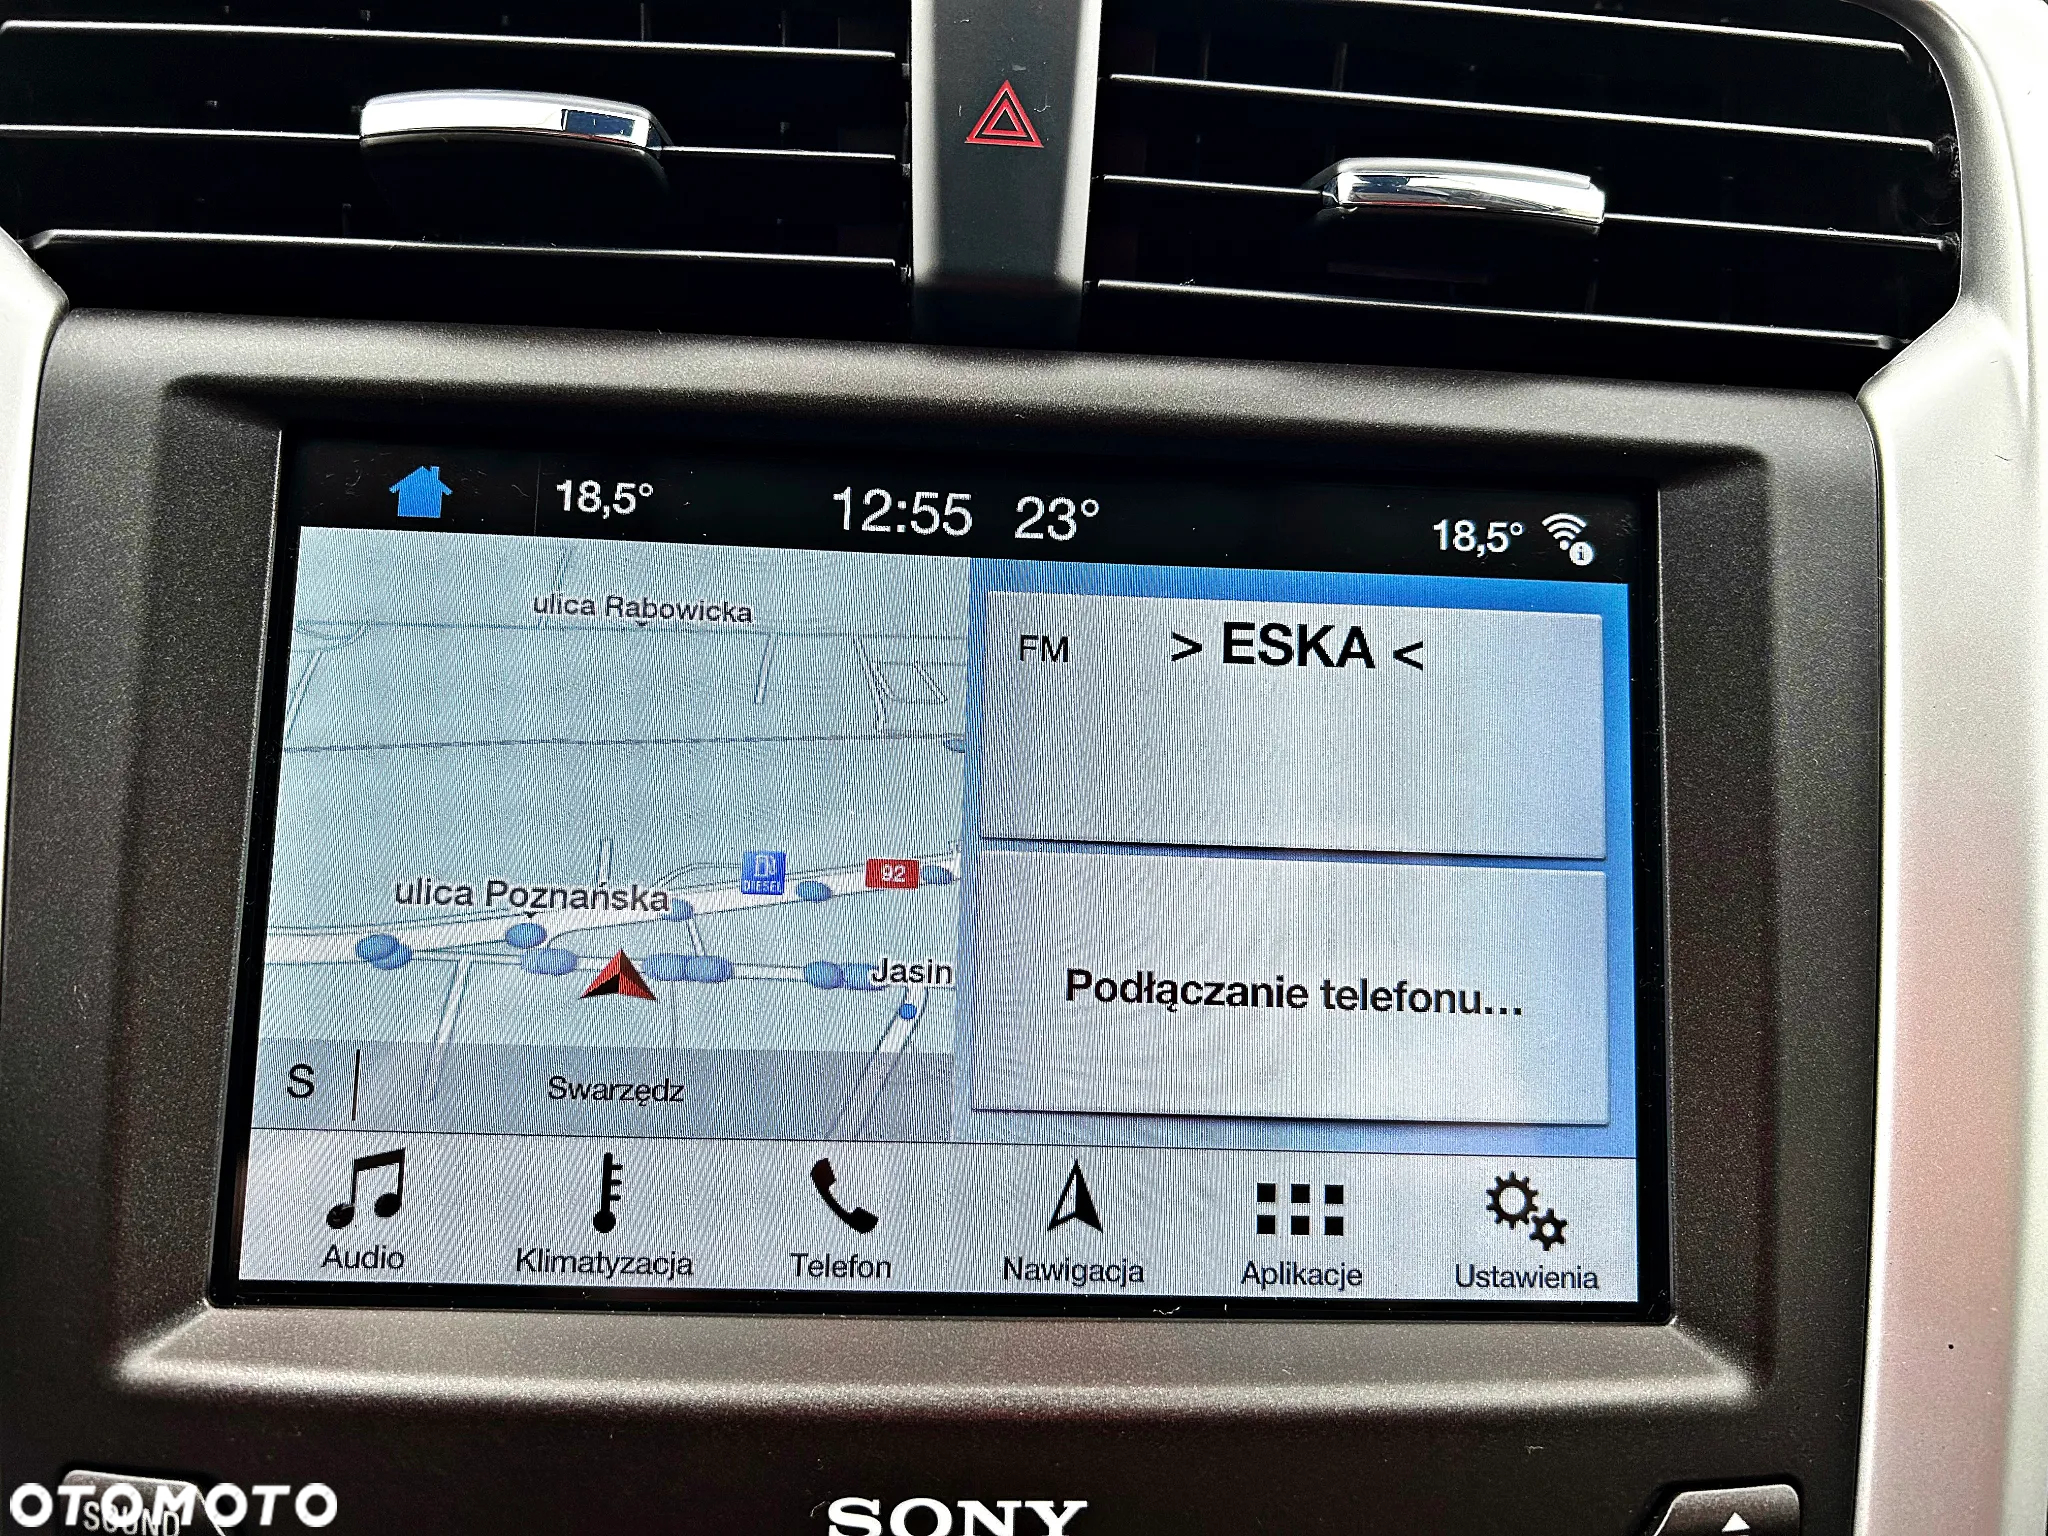 18,5° 12:55 23° 18,5°
ulica Rabowicka
FM > ESKA <
DIESEL 92
ulica Poznańska
Jasin
Podłączanie telefonu...
S Swarzędz
Audio Klimatyzacja Telefon Nawigacja Aplikacje Ustawienia
OTOMOTO
SOUND
SONY